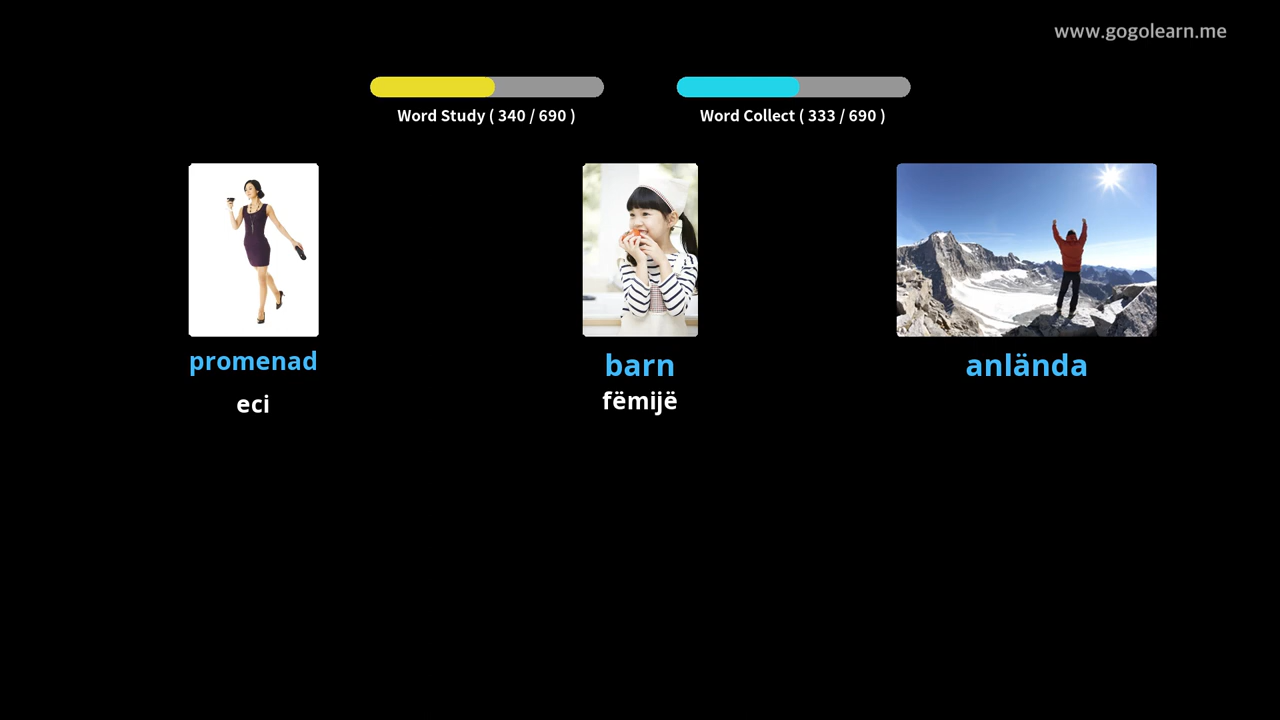 www.gogolearn.me
Word Study ( 340 / 690 )
Word Collect ( 333 / 690 )
promenad
eci
barn
fëmijë
anlända